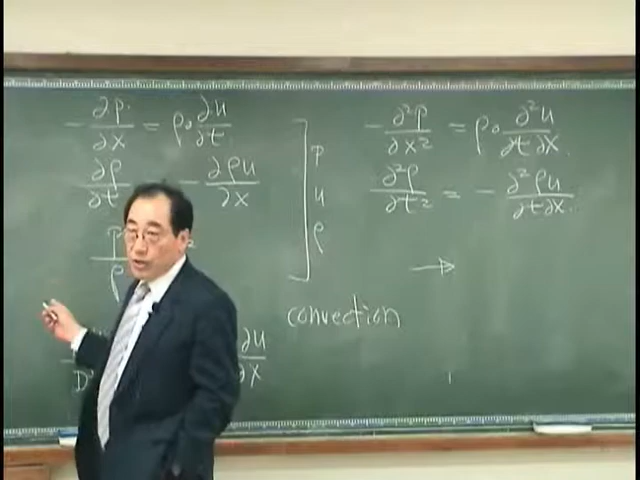 - ∂p/∂x = ρ₀ ∂u/∂t
∂ρ/∂t = - ∂ρu/∂x
P/ρ
D ∂u/∂x
p
u
ρ
convection
- ∂²p/∂x² = ρ₀ ∂²u/∂t∂x
∂²ρ/∂t² = - ∂²ρu/∂t∂x
→